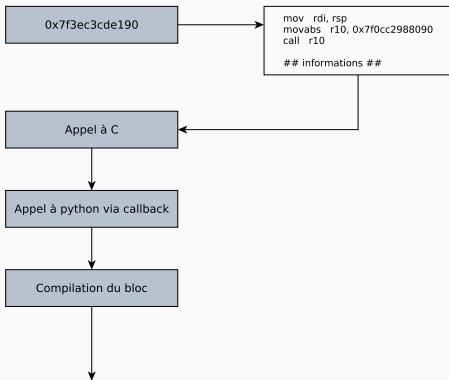 0x7f3ec3cde190
mov rdi, rsp
movabs r10, 0x7f0cc2988090
call r10
## informations ##
Appel à C
Appel à python via callback
Compilation du bloc